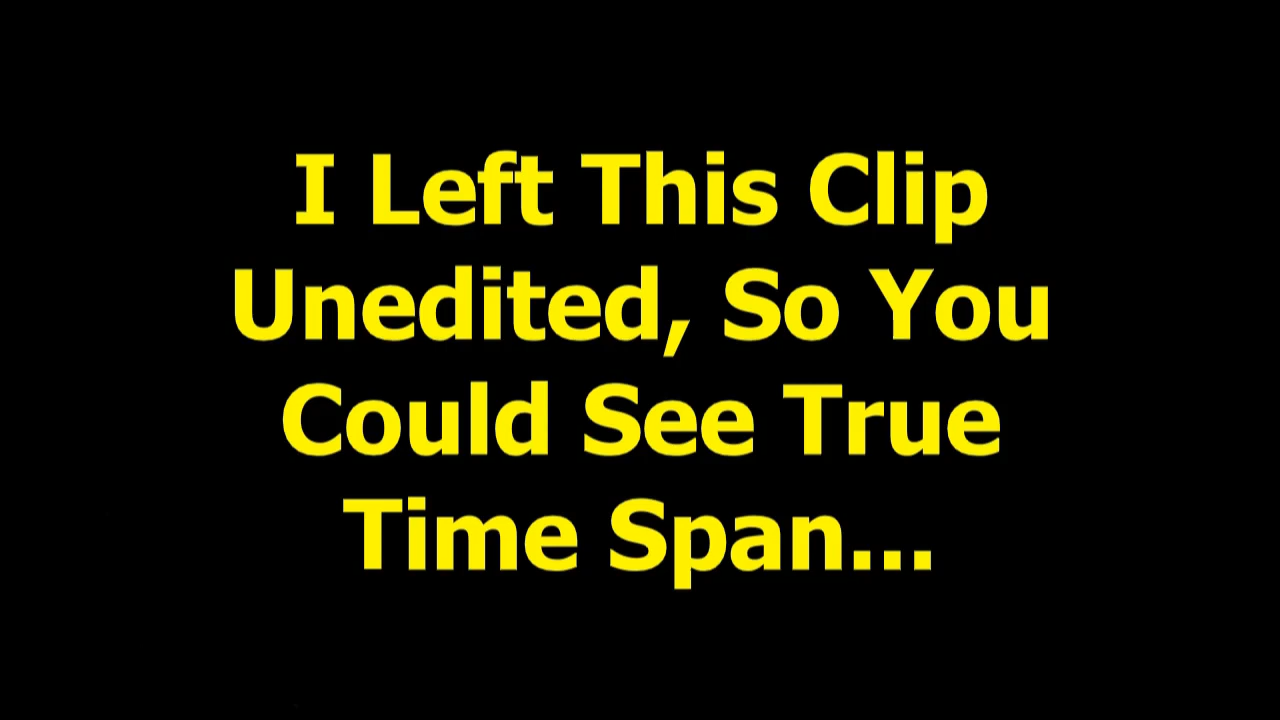 I Left This Clip
Unedited, So You
Could See True
Time Span...